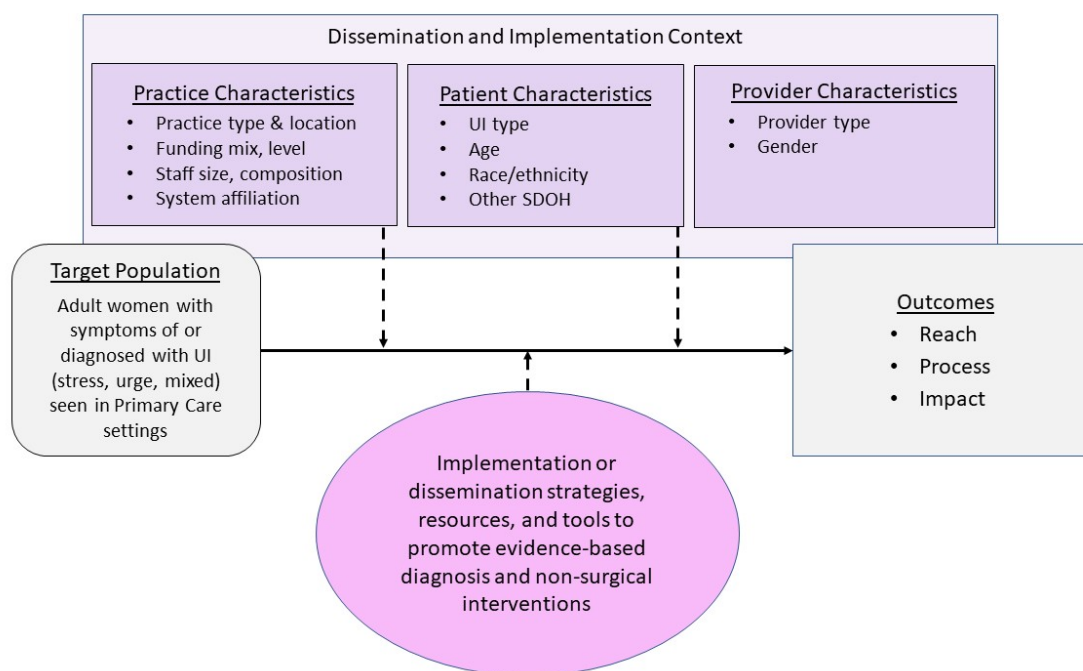 Dissemination and Implementation Context
Practice Characteristics
• Practice type & location
• Funding mix, level
• Staff size, composition
• System affiliation
Patient Characteristics
• UI type
• Age
• Race/ethnicity
• Other SDOH
Provider Characteristics
• Provider type
• Gender
Target Population
Adult women with
symptoms of or
diagnosed with UI
(stress, urge, mixed)
seen in Primary Care
settings
Outcomes
• Reach
• Process
• Impact
Implementation or
dissemination strategies,
resources, and tools to
promote evidence-based
diagnosis and non-surgical
interventions